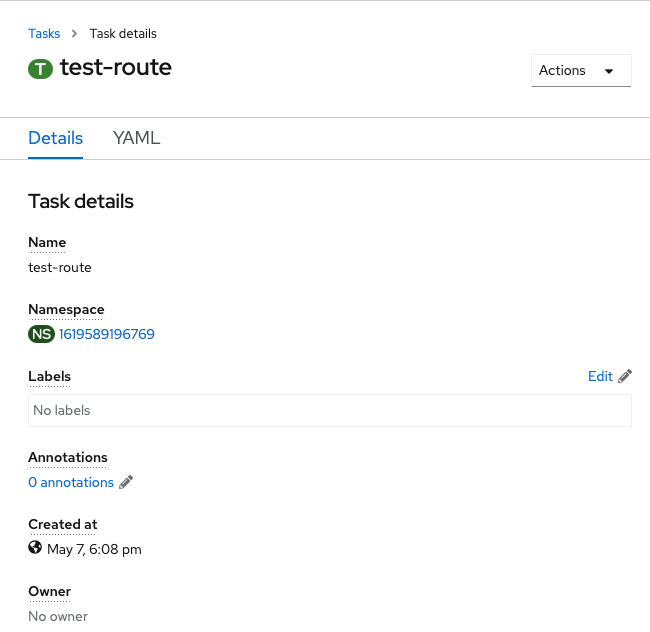 Tasks > Task details
T test-route
Actions
Details YAML
Task details
Name
test-route
Namespace
NS 1619589196769
Labels Edit
No labels
Annotations
0 annotations
Created at
May 7, 6:08 pm
Owner
No owner